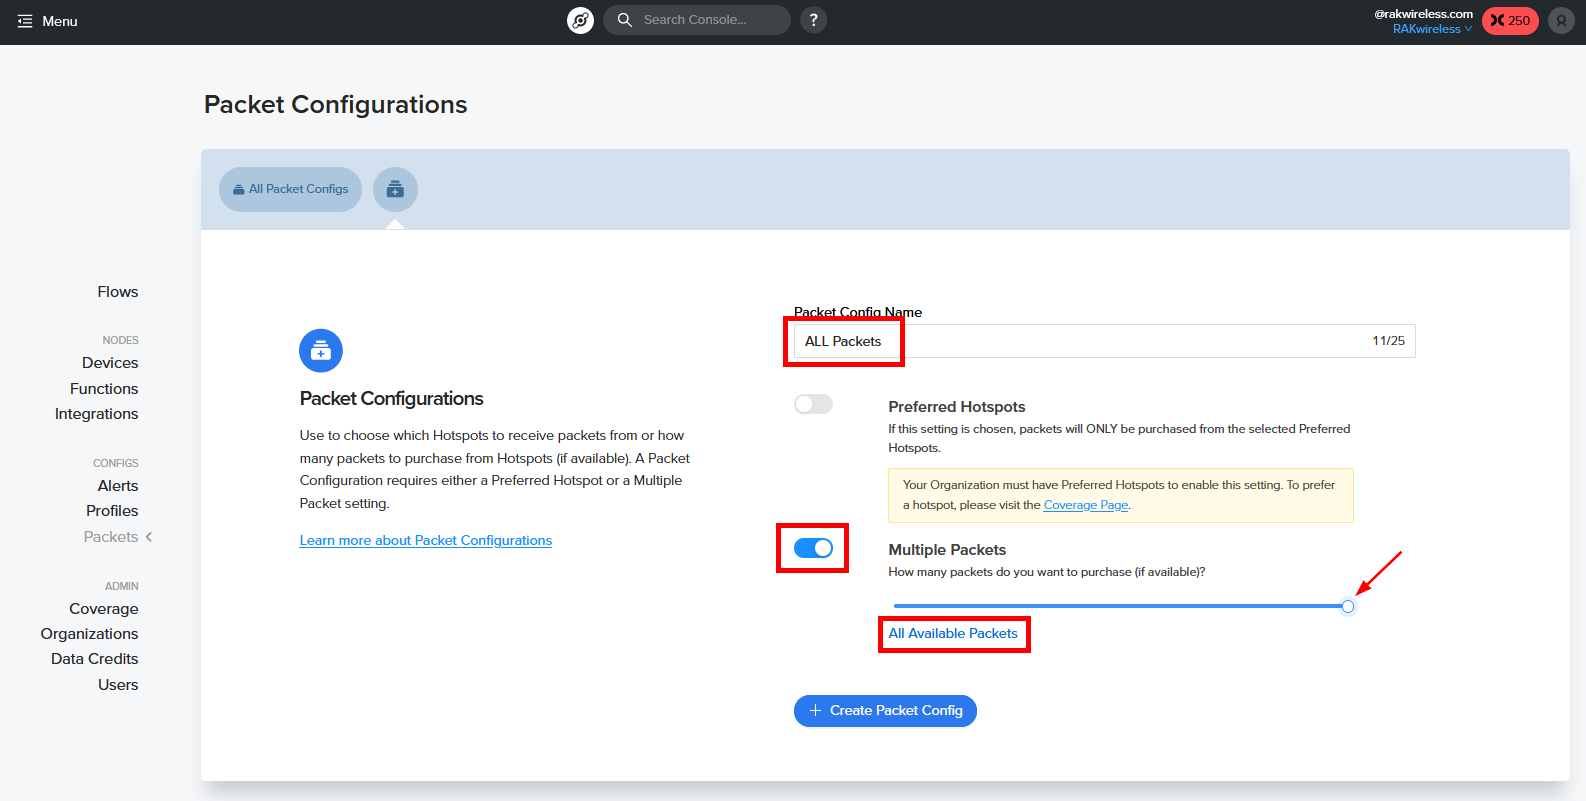 Menu
Search Console...
?
@rakwireless.com
RAKwireless
250
Packet Configurations
All Packet Configs
Flows
NODES
Devices
Functions
Integrations
CONFIGS
Alerts
Profiles
Packets
ADMIN
Coverage
Organizations
Data Credits
Users
Packet Configurations
Use to choose which Hotspots to receive packets from or how
many packets to purchase from Hotspots (if available). A Packet
Configuration requires either a Preferred Hotspot or a Multiple
Packet setting.
Learn more about Packet Configurations
Packet Config Name
ALL Packets
11/25
Preferred Hotspots
If this setting is chosen, packets will ONLY be purchased from the selected Preferred
Hotspots.
Your Organization must have Preferred Hotspots to enable this setting. To prefer
a hotspot, please visit the Coverage Page.
Multiple Packets
How many packets do you want to purchase (if available)?
All Available Packets
Create Packet Config